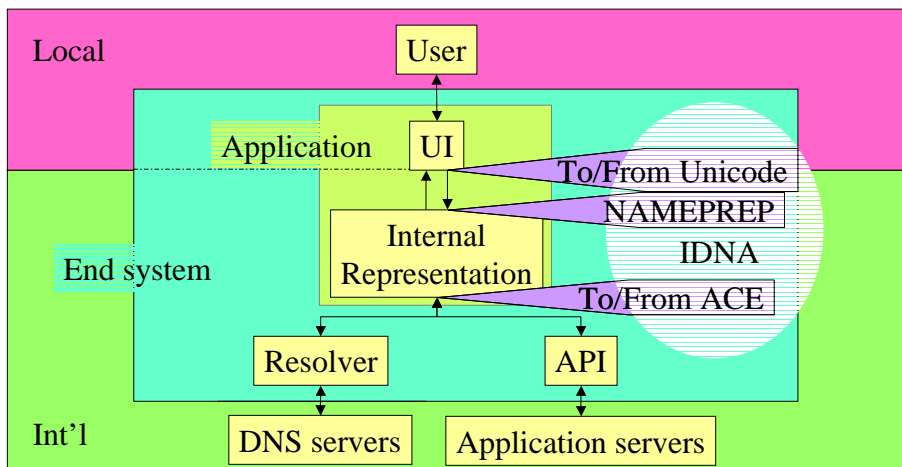 Local
User
Application
UI
To/From Unicode
NAMEPREP
Internal
Representation
IDNA
End system
To/From ACE
Resolver
API
Int'l
DNS servers
Application servers